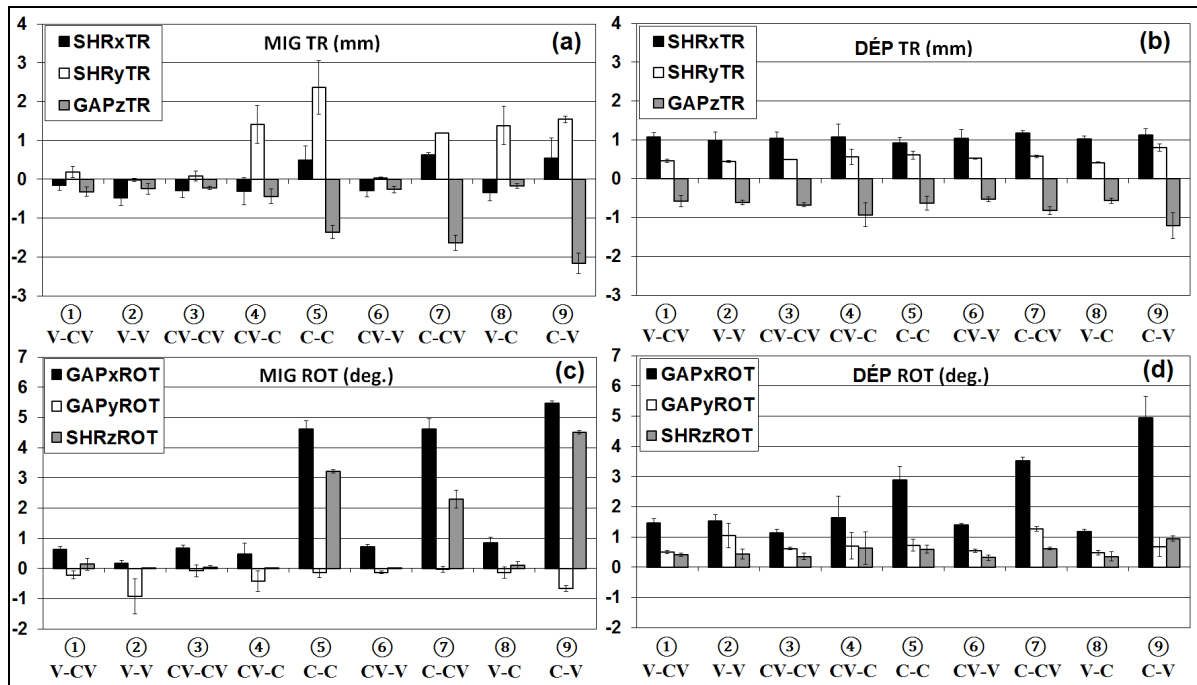 MIG TR (mm)
(a)
SHRxTR
SHRyTR
GAPzTR
4
3
2
1
0
-1
-2
-3
① ② ③ ④ ⑤ ⑥ ⑦ ⑧ ⑨
V-CV V-V CV-CV CV-C C-C CV-V C-CV V-C C-V
DÉP TR (mm)
(b)
SHRxTR
SHRyTR
GAPzTR
4
3
2
1
0
-1
-2
-3
① ② ③ ④ ⑤ ⑥ ⑦ ⑧ ⑨
V-CV V-V CV-CV CV-C C-C CV-V C-CV V-C C-V
MIG ROT (deg.)
(c)
GAPxROT
GAPyROT
SHRzROT
7
6
5
4
3
2
1
0
-1
-2
① ② ③ ④ ⑤ ⑥ ⑦ ⑧ ⑨
V-CV V-V CV-CV CV-C C-C CV-V C-CV V-C C-V
DÉP ROT (deg.)
(d)
GAPxROT
GAPyROT
SHRzROT
7
6
5
4
3
2
1
0
-1
-2
① ② ③ ④ ⑤ ⑥ ⑦ ⑧ ⑨
V-CV V-V CV-CV CV-C C-C CV-V C-CV V-C C-V